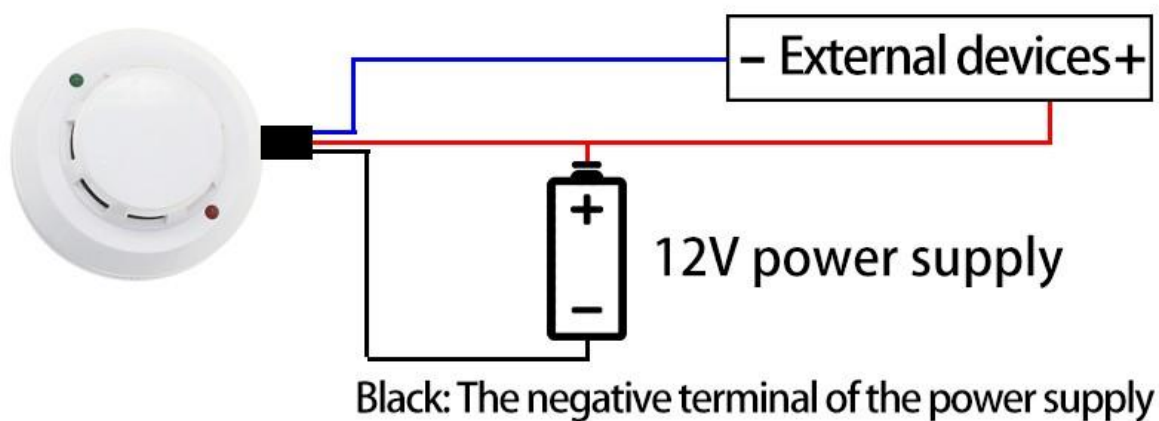 − External devices +
+
12V power supply
−
Black: The negative terminal of the power supply